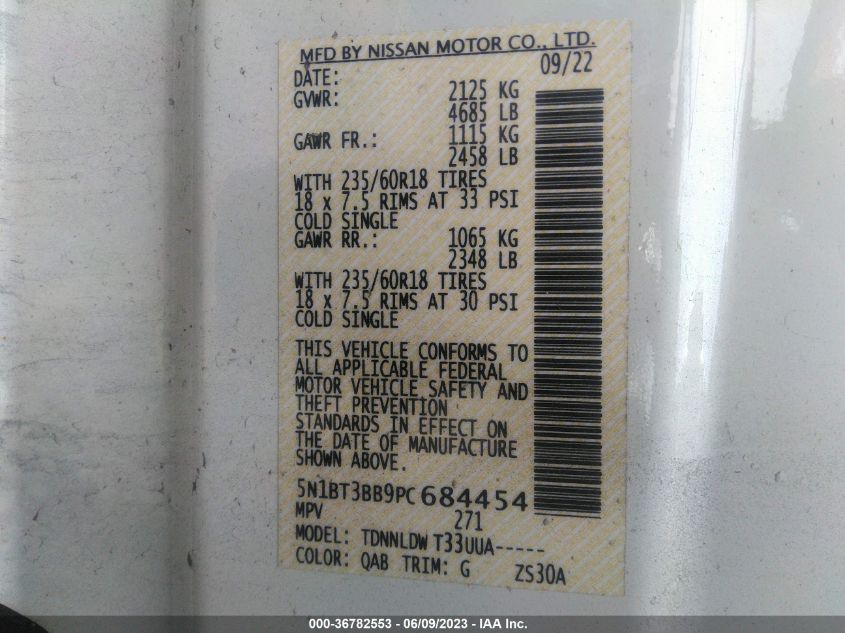 MFD BY NISSAN MOTOR CO., LTD.
DATE: 09/22
GVWR: 2125 KG
4685 LB
GAWR FR.: 1115 KG
2458 LB
WITH 235/60R18 TIRES
18 x 7.5 RIMS AT 33 PSI
COLD SINGLE
GAWR RR.: 1065 KG
2348 LB
WITH 235/60R18 TIRES
18 x 7.5 RIMS AT 30 PSI
COLD SINGLE
THIS VEHICLE CONFORMS TO
ALL APPLICABLE FEDERAL
MOTOR VEHICLE SAFETY AND
THEFT PREVENTION
STANDARDS IN EFFECT ON
THE DATE OF MANUFACTURE
SHOWN ABOVE.
5N1BT3BB9PC684454
MPV 271
MODEL: TDNNLDW T33UUA-----
COLOR: QAB TRIM: G ZS30A
000-36782553 - 06/09/2023 - IAA Inc.